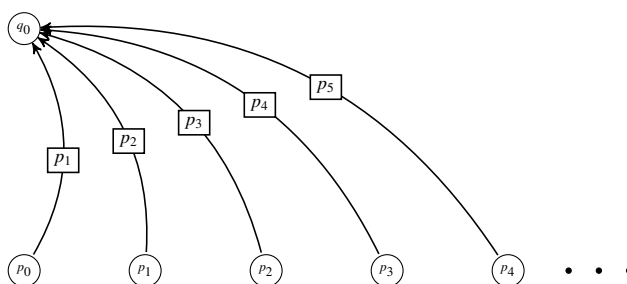 q₀
p₅
p₄
p₃
p₂
p₁
p₀ p₁ p₂ p₃ p₄ • • •